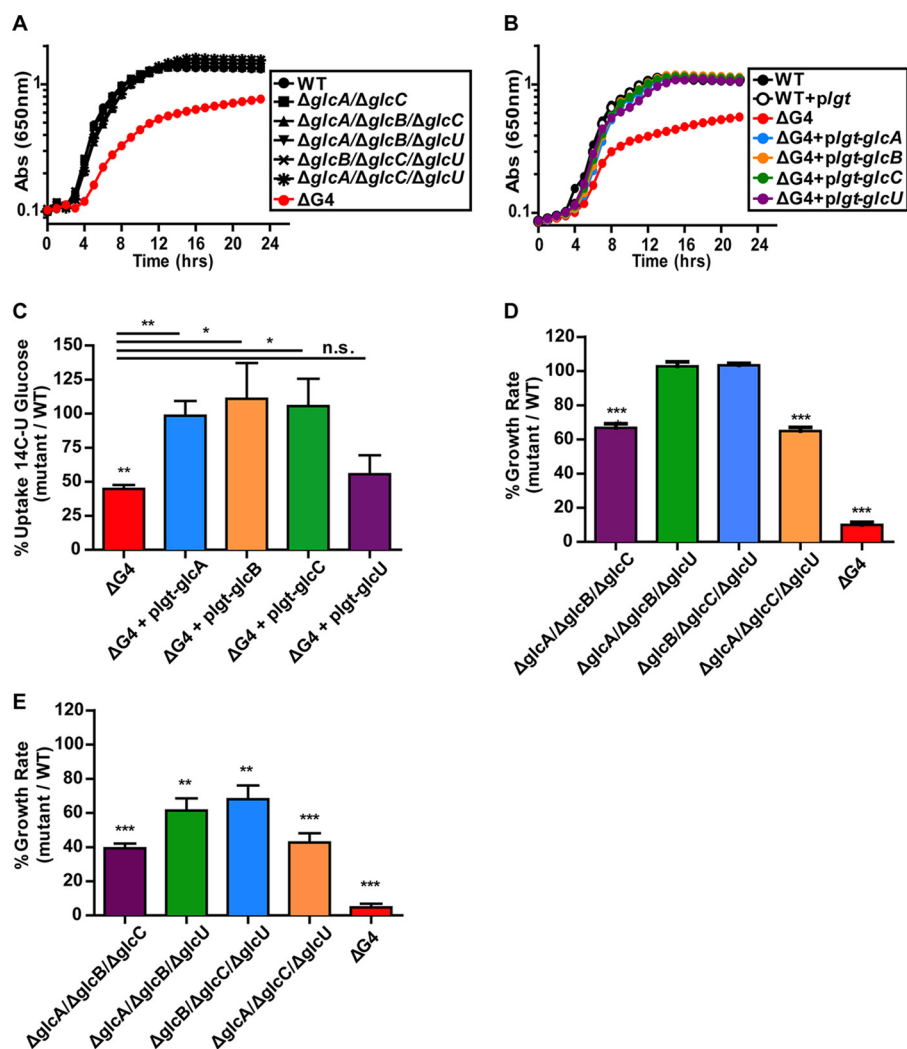 A
Abs (650nm)
1
0.1
0 4 8 12 16 20 24
Time (hrs)
WT
ΔglcA/ΔglcC
ΔglcA/ΔglcB/ΔglcC
ΔglcA/ΔglcB/ΔglcU
ΔglcB/ΔglcC/ΔglcU
ΔglcA/ΔglcC/ΔglcU
ΔG4
B
Abs (650nm)
1
0.1
0 4 8 12 16 20 24
Time (hrs)
WT
WT+plgt
ΔG4
ΔG4+plgt-glcA
ΔG4+plgt-glcB
ΔG4+plgt-glcC
ΔG4+plgt-glcU
C
%Uptake 14C-U Glucose
(mutant / WT)
150
125
100
75
50
25
0
**
*
*
n.s.
**
ΔG4
ΔG4 + plgt-glcA
ΔG4 + plgt-glcB
ΔG4 + plgt-glcC
ΔG4 + plgt-glcU
D
%Growth Rate
(mutant / WT)
120
100
80
60
40
20
0
***
***
***
ΔglcA/ΔglcB/ΔglcC
ΔglcA/ΔglcB/ΔglcU
ΔglcB/ΔglcC/ΔglcU
ΔglcA/ΔglcC/ΔglcU
ΔG4
E
%Growth Rate
(mutant / WT)
120
100
80
60
40
20
0
***
**
**
***
***
ΔglcA/ΔglcB/ΔglcC
ΔglcA/ΔglcB/ΔglcU
ΔglcB/ΔglcC/ΔglcU
ΔglcA/ΔglcC/ΔglcU
ΔG4